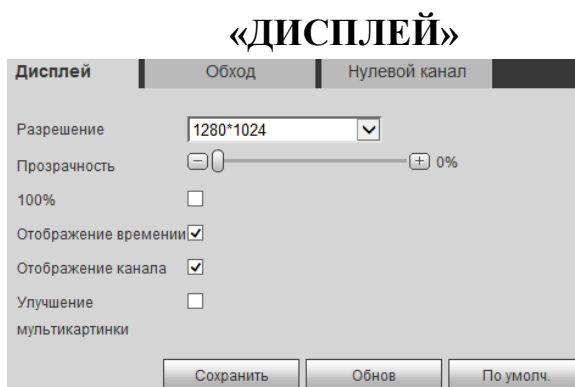 «ДИСПЛЕЙ»
Дисплей Обход Нулевой канал
Разрешение 1280*1024
Прозрачность 0%
100%
Отображение времении
Отображение канала
Улучшение
мультикартинки
Сохранить Обнов По умолч.